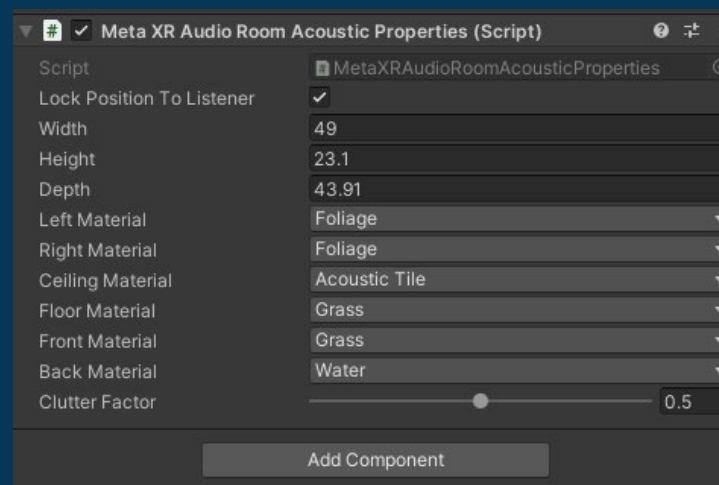 # Meta XR Audio Room Acoustic Properties (Script)
Script # MetaXRAudioRoomAcousticProperties
Lock Position To Listener
Width 49
Height 23.1
Depth 43.91
Left Material Foliage
Right Material Foliage
Ceiling Material Acoustic Tile
Floor Material Grass
Front Material Grass
Back Material Water
Clutter Factor 0.5
Add Component